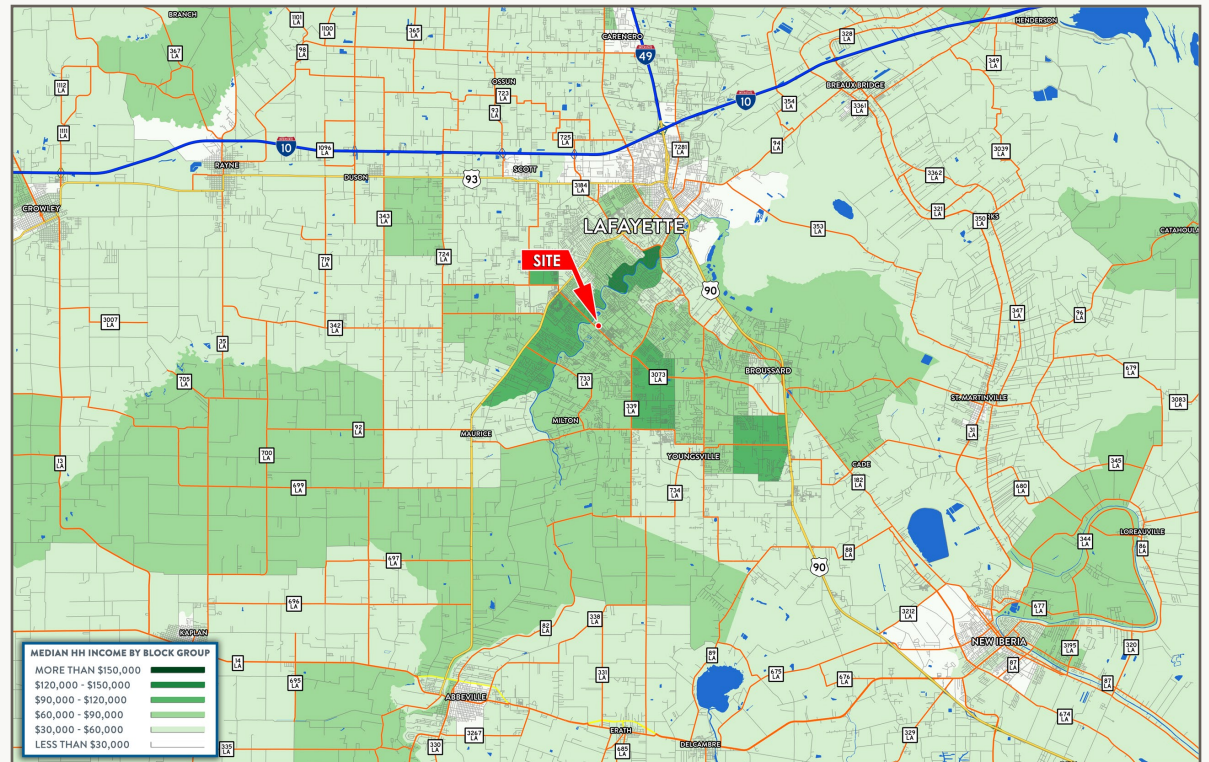 BRANCH
1101
LA
1100
LA
365
LA
CARENCRO
328
LA
HENDERSON
367
LA
98
LA
49
349
LA
OSSUN
723
LA
BREAUX BRIDGE
1112
LA
93
LA
10
354
LA
3361
LA
1111
LA
725
LA
94
LA
10
1096
LA
7281
LA
3039
LA
RAYNE
DUSON
93
SCOTT
3184
LA
3362
LA
CROWLEY
343
LA
LAFAYETTE
353
LA
321
LA
350
LA
724
LA
SITE
719
LA
90
3007
LA
342
LA
347
LA
96
LA
35
LA
705
LA
733
LA
3073
LA
BROUSSARD
679
LA
339
LA
ST. MARTINVILLE
3083
LA
92
LA
MAURICE
MILTON
31
LA
13
LA
700
LA
YOUNGSVILLE
CADE
345
LA
699
LA
734
LA
182
LA
680
LA
LOREAUVILLE
697
LA
88
LA
344
LA
86
LA
90
696
LA
338
LA
3212
LA
677
LA
KAPLAN
82
LA
NEW IBERIA
14
LA
89
LA
3195
LA
320
LA
695
LA
331
LA
675
LA
676
LA
87
LA
87
LA
ABBEVILLE
674
LA
335
LA
3267
LA
ERATH
329
LA
330
LA
685
LA
DELCAMBRE
MEDIAN HH INCOME BY BLOCK GROUP
MORE THAN $150,000
$120,000 - $150,000
$90,000 - $120,000
$60,000 - $90,000
$30,000 - $60,000
LESS THAN $30,000